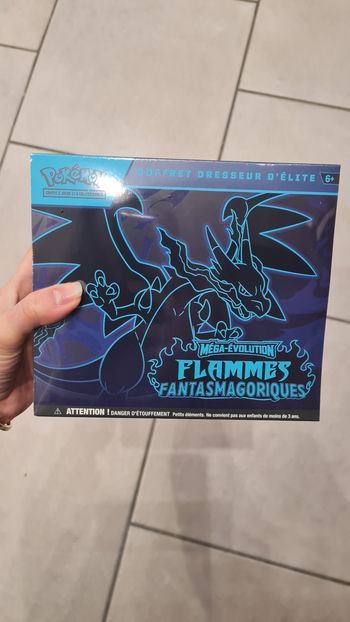 POKÉMON
COFFRET DRESSEUR D'ÉLITE
6+
MÉGA-ÉVOLUTION
FLAMMES
FANTASMAGORIQUES
ATTENTION ! DANGER D'ÉTOUFFEMENT Petits éléments. Ne convient pas aux enfants de moins de 3 ans.